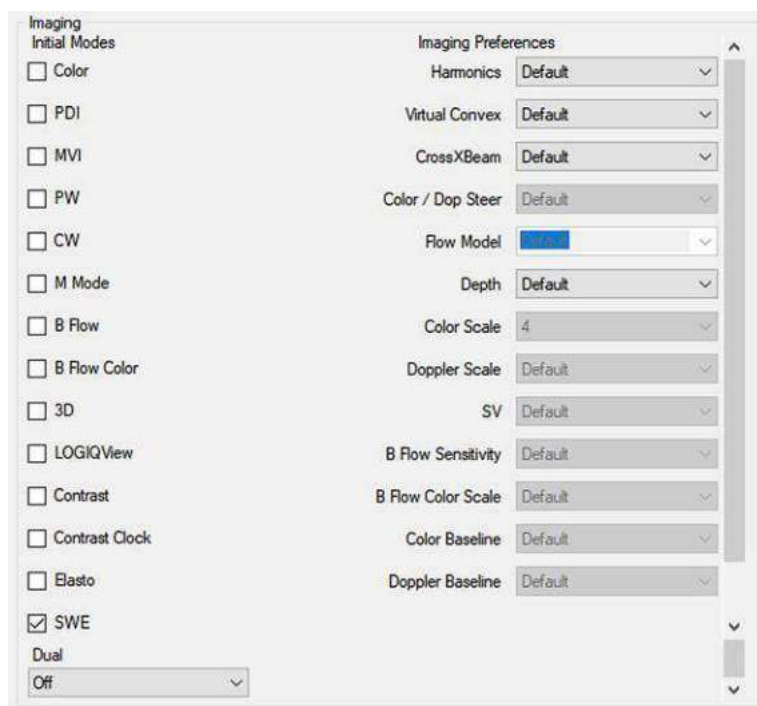 Imaging
Initial Modes Imaging Preferences
Color Harmonics Default
PDI Virtual Convex Default
MVI CrossXBeam Default
PW Color / Dop Steer Default
CW Flow Model Default
M Mode Depth Default
B Flow Color Scale 4
B Flow Color Doppler Scale Default
3D SV Default
LOGIQView B Flow Sensitivity Default
Contrast B Flow Color Scale Default
Contrast Clock Color Baseline Default
Elasto Doppler Baseline Default
SWE
Dual
Off